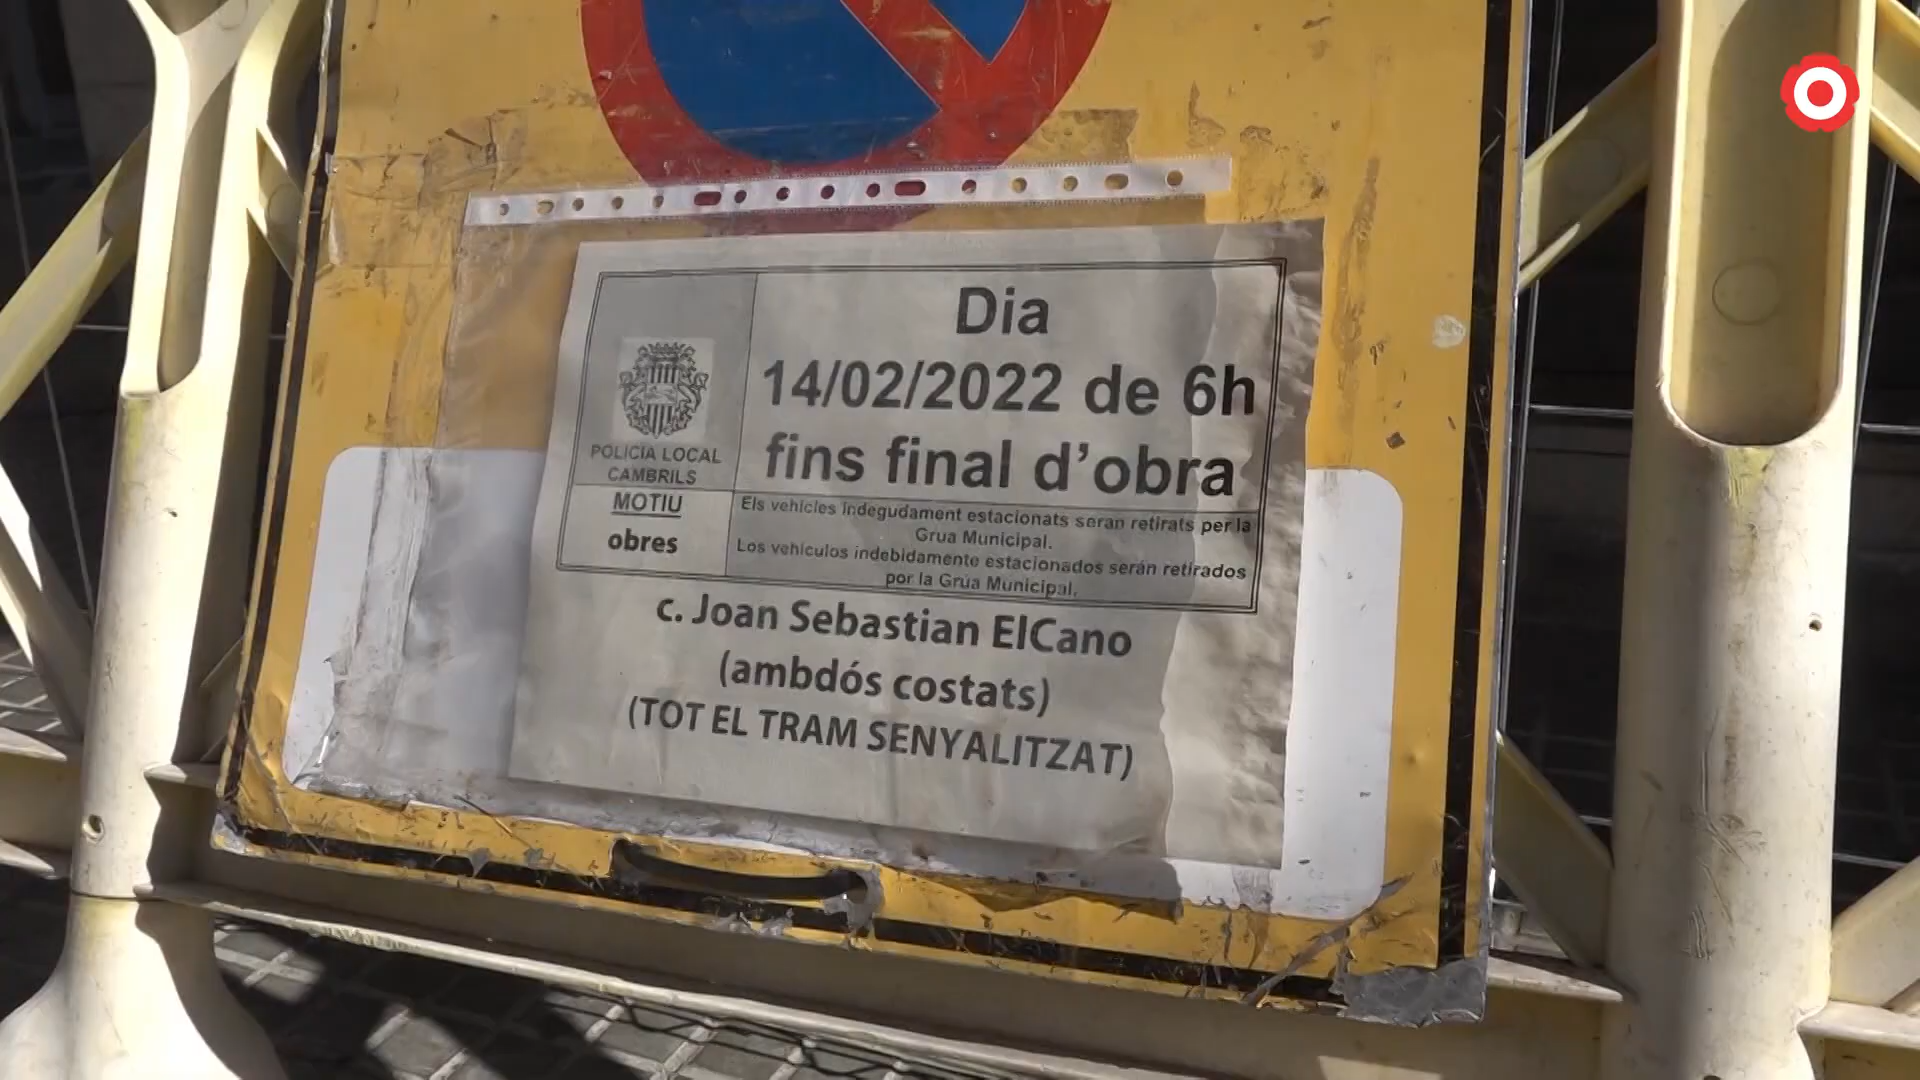 Dia
14/02/2022 de 6h
fins final d'obra
POLICIA LOCAL
CAMBRILS
MOTIU
obres
Els vehicles indegudament estacionats seran retirats per la
Grua Municipal.
Los vehículos indebidamente estacionados serán retirados
por la Grúa Municipal.
c. Joan Sebastian ElCano
(ambdós costats)
(TOT EL TRAM SENYALITZAT)